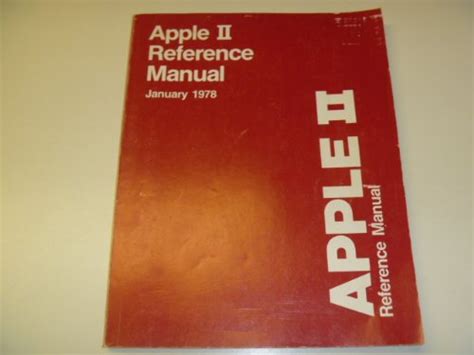 Apple II
Reference
Manual
January 1978
APPLE II
Reference Manual